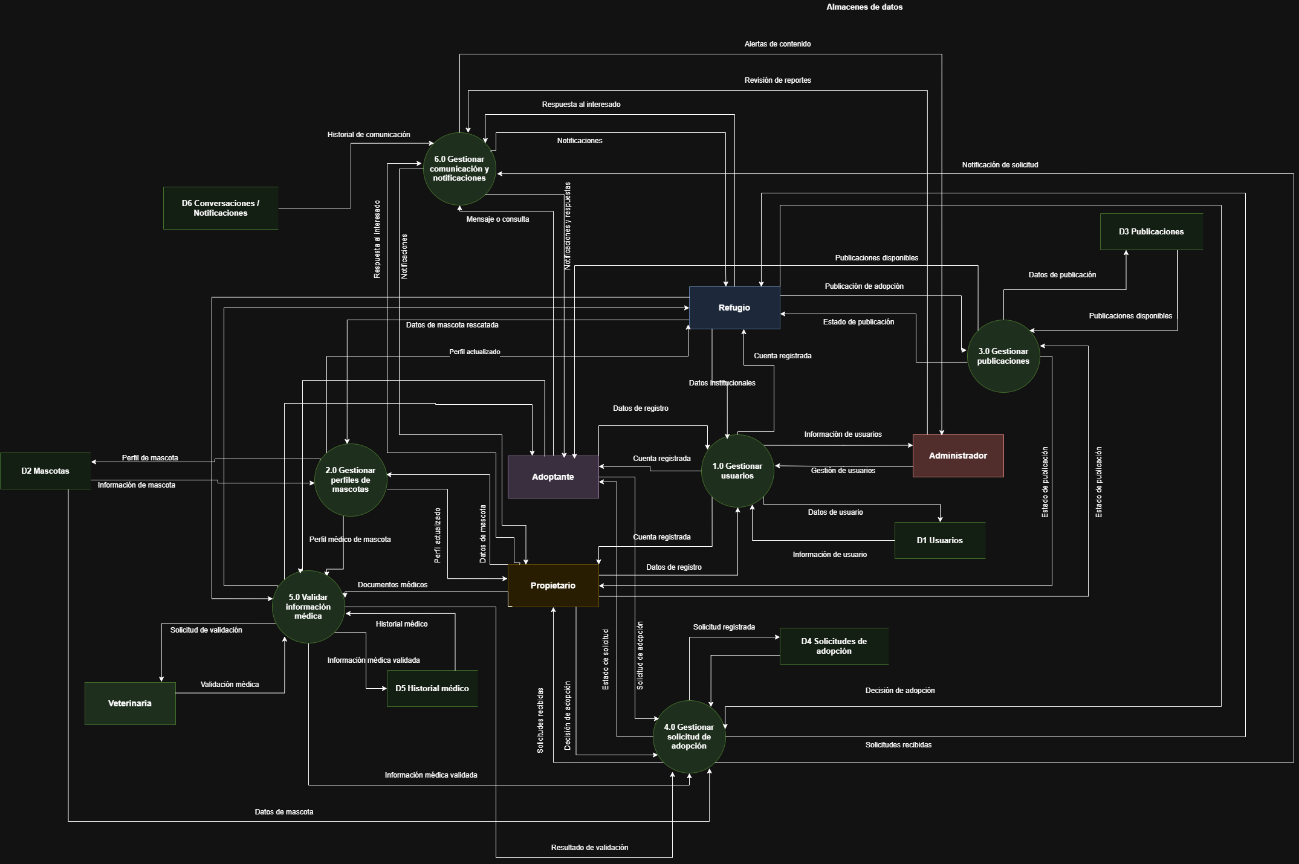 Almacenes de datos
Alertas de contenido
Revisión de reportes
Respuesta al interesado
Historial de comunicación
Notificaciones
6.0 Gestionar
comunicación y
notificaciones
Notificación de solicitud
D6 Conversaciones /
Notificaciones
Mensaje o consulta
Respuesta al interesado
Notificaciones
Notificaciones y respuestas
D3 Publicaciones
Publicaciones disponibles
Datos de publicación
Publicación de adopción
Refugio
Estado de publicación
Publicaciones disponibles
Datos de mascota rescatada
Perfil actualizado
Cuenta registrada
3.0 Gestionar
publicaciones
Datos institucionales
Datos de registro
Información de usuarios
Administrador
Perfil de mascota
D2 Mascotas
Información de mascota
2.0 Gestionar
perfiles de
mascotas
Adoptante
Cuenta registrada
1.0 Gestionar
usuarios
Gestión de usuarios
Estado de publicación
Estado de publicación
Datos de usuario
D1 Usuarios
Información de usuario
Perfil actualizado
Datos de mascota
Perfil médico de mascota
Cuenta registrada
Datos de registro
Documentos médicos
Propietario
5.0 Validar
información
médica
Historial médico
Solicitud de validación
Información médica validada
Validación médica
Veterinaria
D5 Historial médico
Estado de solicitud
Solicitud de adopción
Solicitud registrada
D4 Solicitudes de
adopción
Solicitudes recibidas
Decisión de adopción
Decisión de adopción
4.0 Gestionar
solicitud de
adopción
Solicitudes recibidas
Información médica validada
Datos de mascota
Resultado de validación